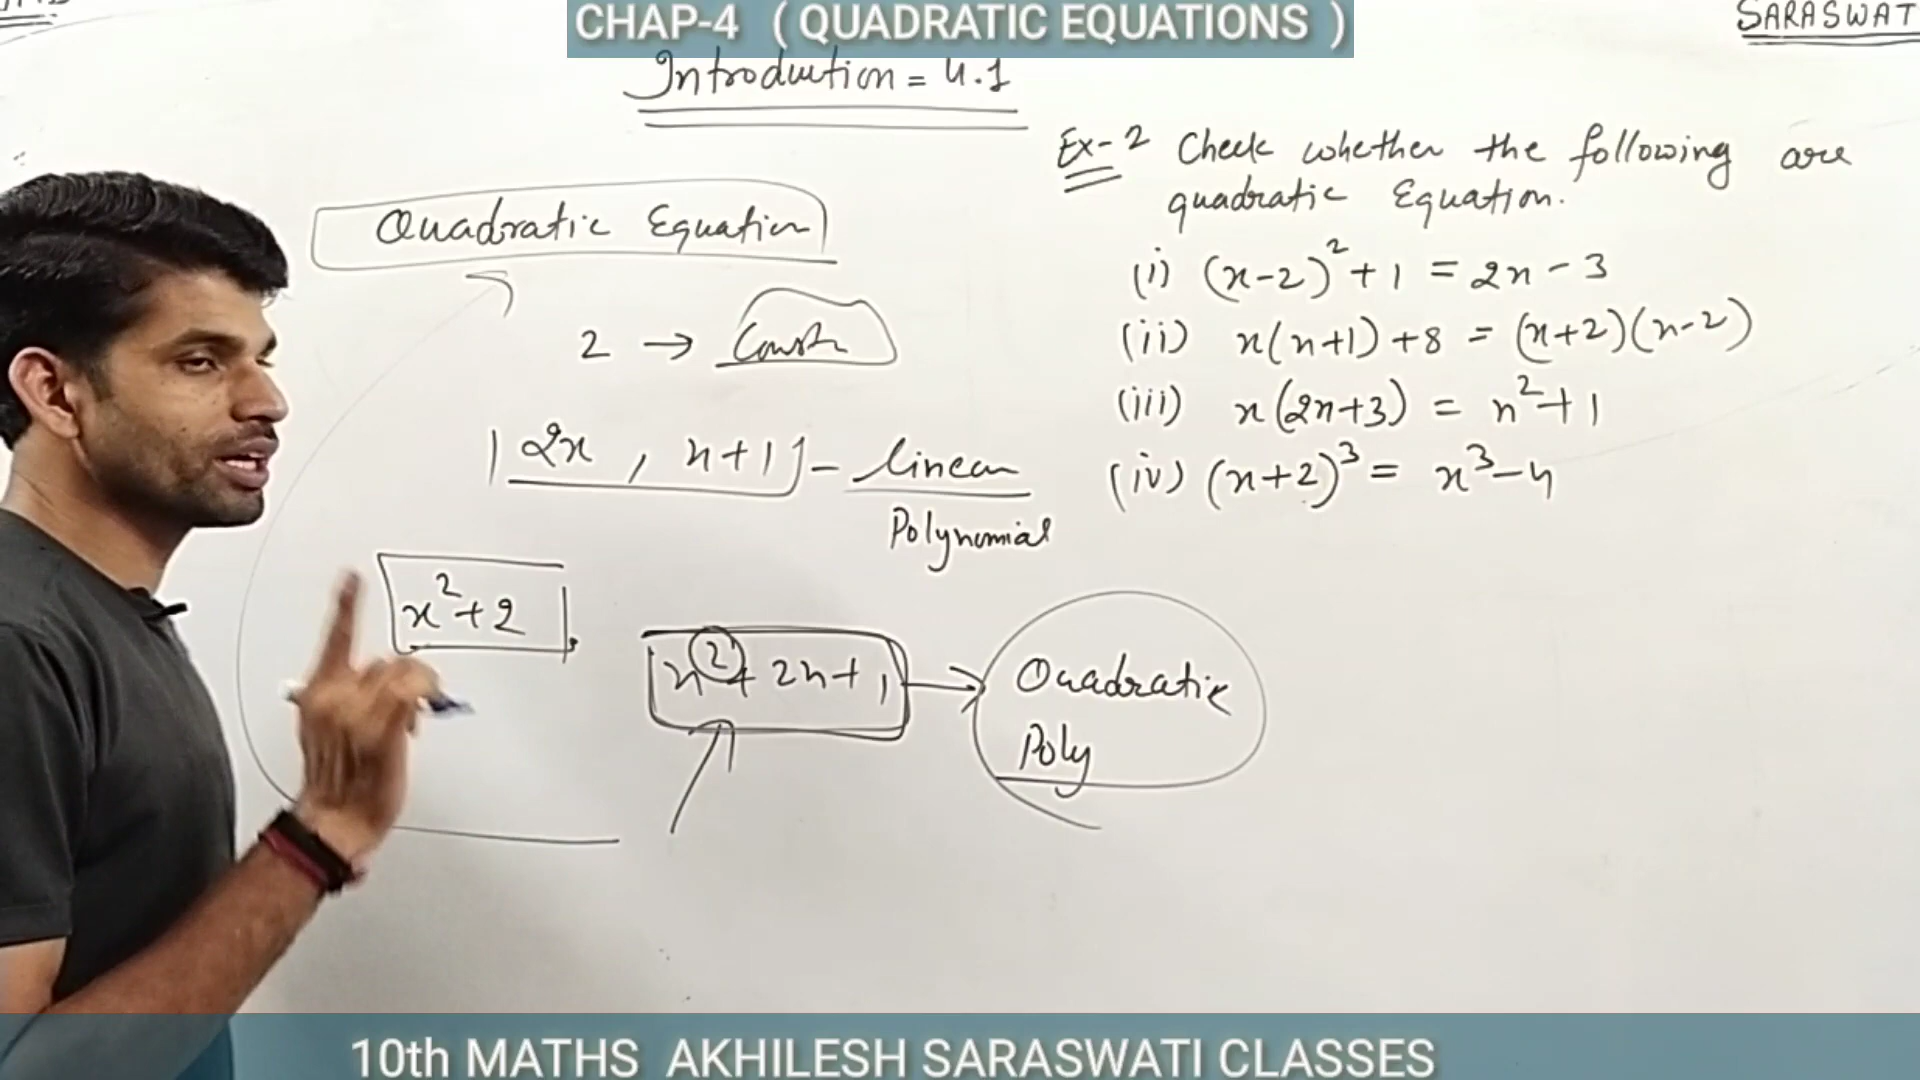 CHAP-4 ( QUADRATIC EQUATIONS )
SARASWAT
Introduction = 4.1
Ex-2 Check whether the following are
quadratic Equation.
(i) (x-2)²+1 = 2x-3
(ii) x(x+1)+8 = (x+2)(x-2)
(iii) x(2x+3) = x²+1
(iv) (x+2)³ = x³-4
Quadratic Equation
2 →
2x , x+1 - linear
Polynomial
x²+2
x²+2x+1 → Quadratic
Poly
10th MATHS AKHILESH SARASWATI CLASSES